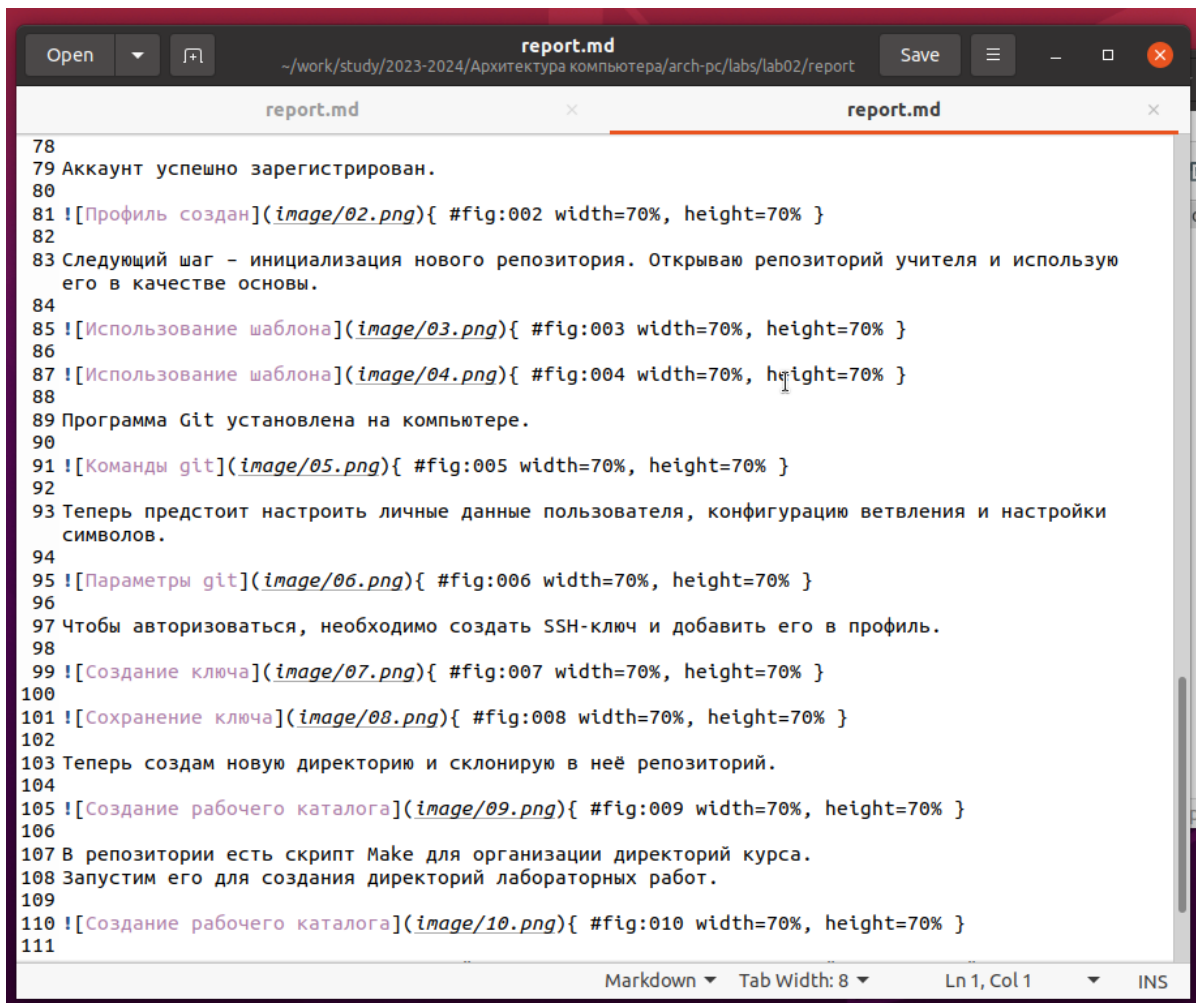 Open
report.md
~/work/study/2023-2024/Архитектура компьютера/arch-pc/labs/lab02/report
Save
report.md
report.md
78
79 Аккаунт успешно зарегистрирован.
80
81 ![Профиль создан](image/02.png){ #fig:002 width=70%, height=70% }
82
83 Следующий шаг – инициализация нового репозитория. Открываю репозиторий учителя и использую
его в качестве основы.
84
85 ![Использование шаблона](image/03.png){ #fig:003 width=70%, height=70% }
86
87 ![Использование шаблона](image/04.png){ #fig:004 width=70%, height=70% }
88
89 Программа Git установлена на компьютере.
90
91 ![Команды git](image/05.png){ #fig:005 width=70%, height=70% }
92
93 Теперь предстоит настроить личные данные пользователя, конфигурацию ветвления и настройки
символов.
94
95 ![Параметры git](image/06.png){ #fig:006 width=70%, height=70% }
96
97 Чтобы авторизоваться, необходимо создать SSH-ключ и добавить его в профиль.
98
99 ![Создание ключа](image/07.png){ #fig:007 width=70%, height=70% }
100
101 ![Сохранение ключа](image/08.png){ #fig:008 width=70%, height=70% }
102
103 Теперь создам новую директорию и склонирую в неё репозиторий.
104
105 ![Создание рабочего каталога](image/09.png){ #fig:009 width=70%, height=70% }
106
107 В репозитории есть скрипт Make для организации директорий курса.
108 Запустим его для создания директорий лабораторных работ.
109
110 ![Создание рабочего каталога](image/10.png){ #fig:010 width=70%, height=70% }
111
Markdown Tab Width: 8 Ln 1, Col 1 INS